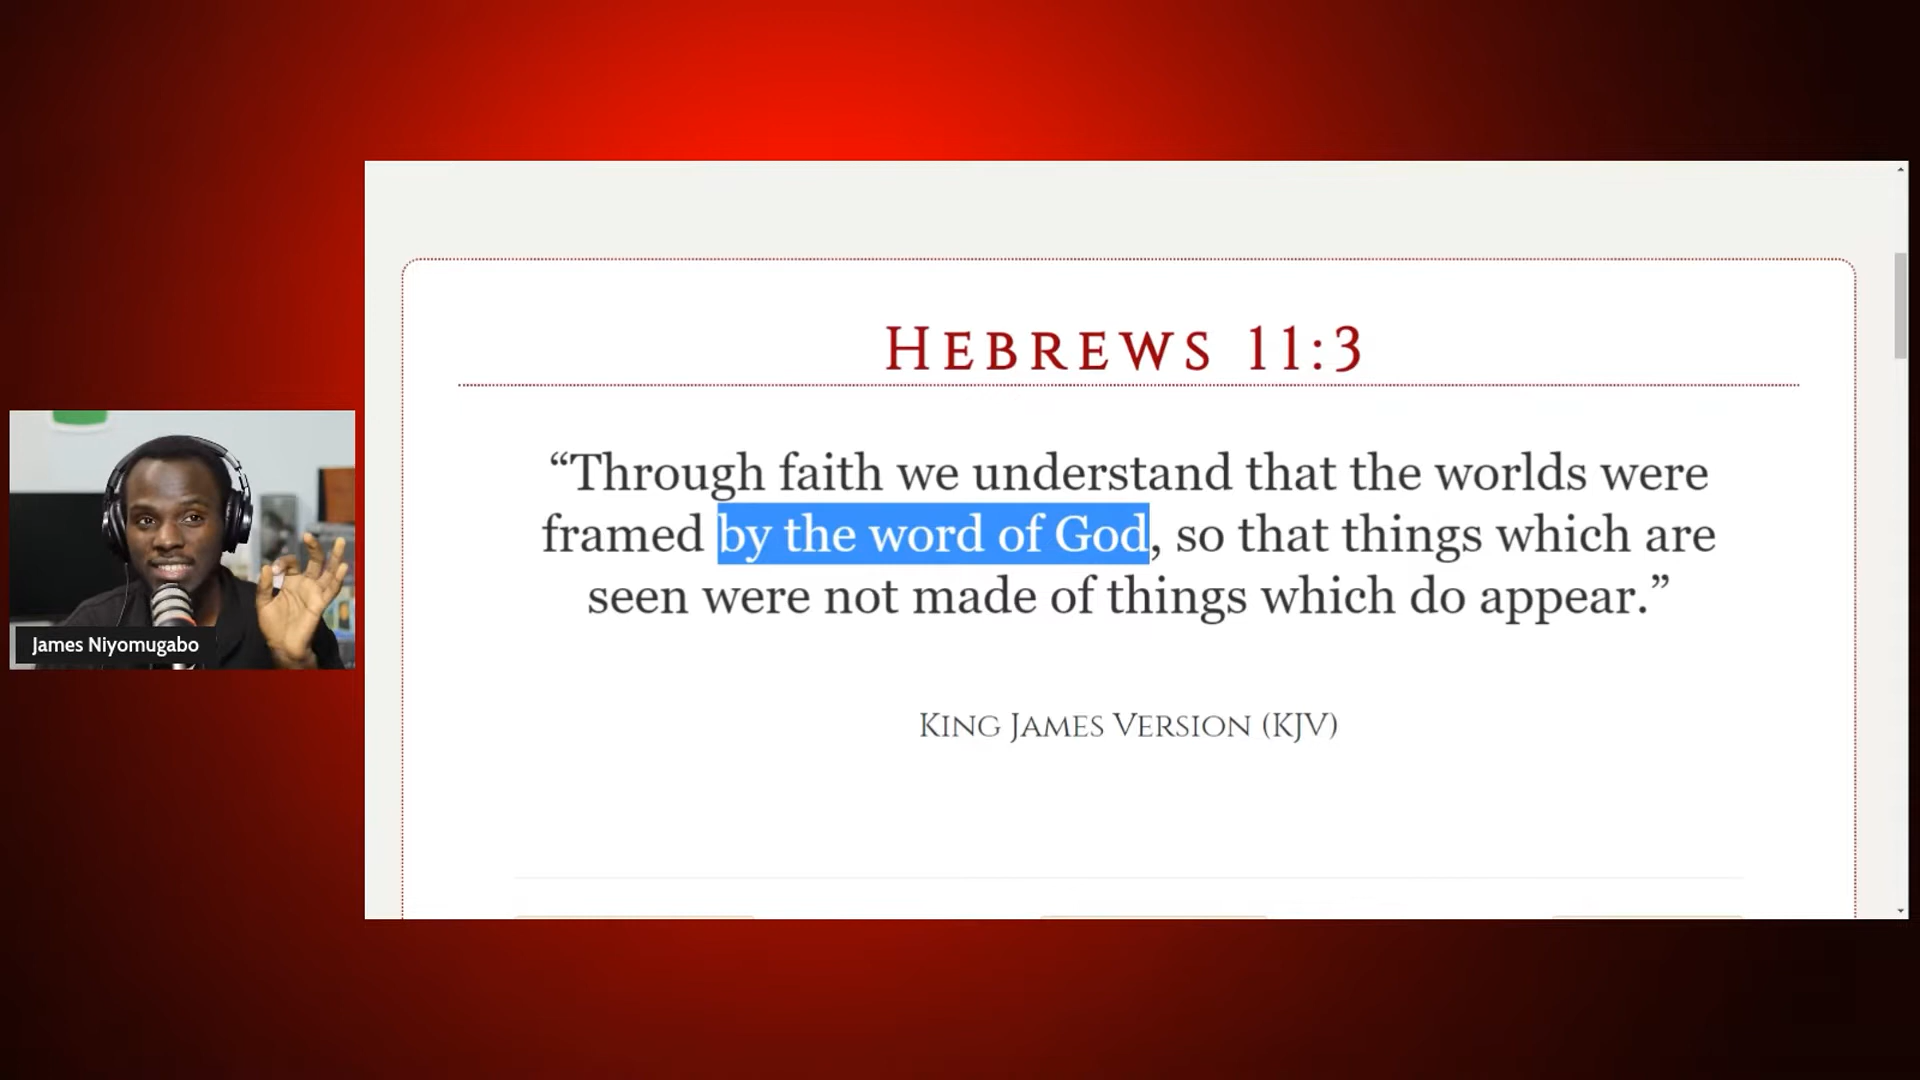 HEBREWS 11:3
“Through faith we understand that the worlds were
framed by the word of God, so that things which are
seen were not made of things which do appear.”
KING JAMES VERSION (KJV)
James Niyomugabo